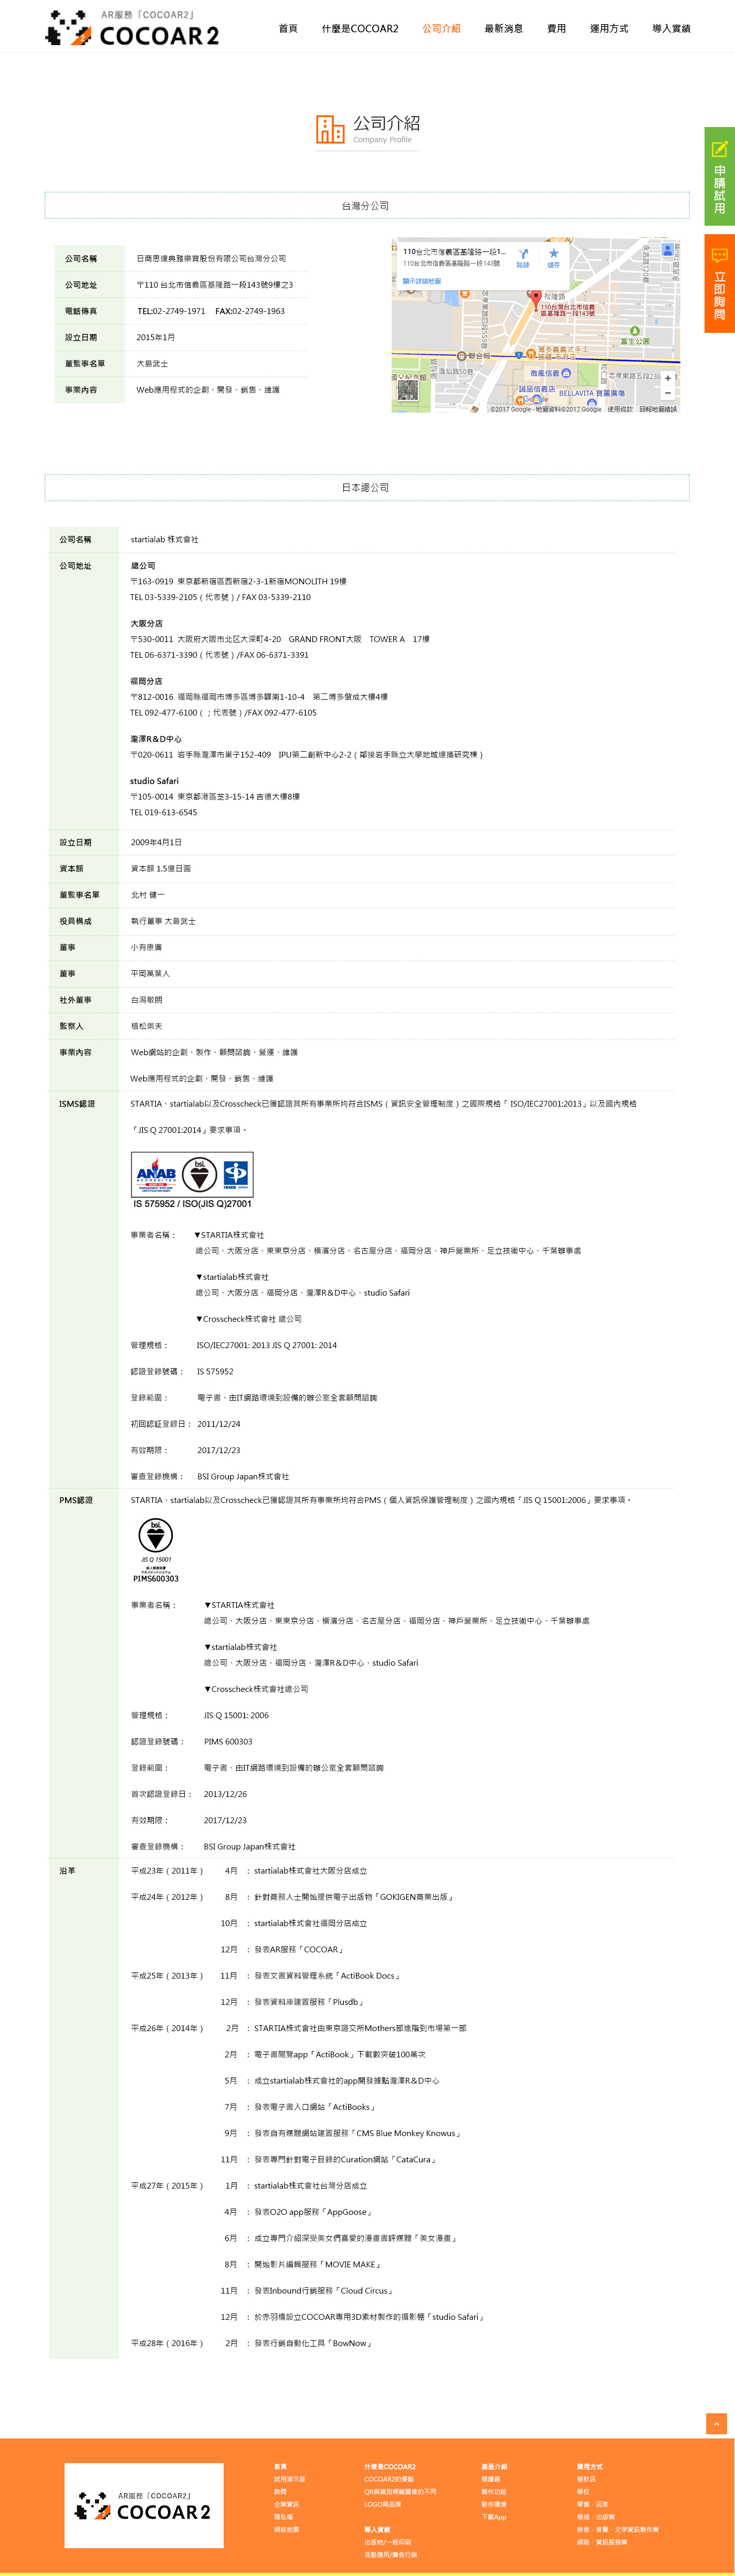 AR服務「COCOAR2」
COCOAR2
首頁 什麼是COCOAR2 公司介紹 最新消息 費用 運用方式 導入實績
公司介紹
Company Profile
申請試用
立即詢問
台灣分公司
公司名稱 日商思達典雅樂寶股份有限公司台灣分公司
公司地址 〒110 台北市信義區基隆路一段143號9樓之3
電話傳真 TEL:02-2749-1971 FAX:02-2749-1963
設立日期 2015年1月
董監事名單 大島武士
事業內容 Web應用程式的企劃、開發、銷售、維護
110台北市信義區基隆路一段1...
110台北市信義區基隆路一段143號
路線 儲存
顯示詳細地圖
松隆路
110台灣台北市信義
區基隆路一段143號
富生公園
聯合報
逸仙路50巷
微風信義
誠品信義店
BELLAVITA 寶麗廣場
Google
©2017 Google - 地圖資料©2017 Google 使用條款 回報地圖錯誤
日本總公司
公司名稱 startialab 株式會社
公司地址 總公司
〒163-0919 東京都新宿區西新宿2-3-1新宿MONOLITH 19樓
TEL 03-5339-2105 ( 代表號 ) / FAX 03-5339-2110
大阪分店
〒530-0011 大阪府大阪市北区大深町4-20 GRAND FRONT大阪 TOWER A 17樓
TEL 06-6371-3390 ( 代表號 ) /FAX 06-6371-3391
福岡分店
〒812-0016 福岡縣福岡市博多區博多驛南1-10-4 第二博多偕成大樓4樓
TEL 092-477-6100 ( ; 代表號 ) /FAX 092-477-6105
瀧澤R＆D中心
〒020-0611 岩手縣瀧澤市巢子152-409 IPU第二創新中心2-2 ( 鄰接岩手縣立大學地域連攜研究棟 )
studio Safari
〒105-0014 東京都港區芝3-15-14 吉德大樓8樓
TEL 019-613-6545
設立日期 2009年4月1日
資本額 資本額 1.5億日圓
董監事名單 北村 健一
役員構成 執行董事 大島武士
董事 小有康廣
董事 平岡萬葉人
社外董事 白潟敏朗
監察人 植松崇夫
事業內容 Web網站的企劃、製作、顧問諮詢、營運、維護
Web應用程式的企劃、開發、銷售、維護
ISMS認證 STARTIA、startialab以及Crosscheck已獲認證其所有事業所均符合ISMS ( 資訊安全管理制度 ) 之國際規格「 ISO/IEC27001:2013」以及國內規格
「JIS Q 27001:2014」要求事項。
ANAB
ACCREDITED
bsi.
ISMS
IS 575952 / ISO(JIS Q)27001
事業者名稱： ▼STARTIA株式會社
總公司、大阪分店、東東京分店、橫濱分店、名古屋分店、福岡分店、神戶營業所、足立技術中心、千葉辦事處
▼startialab株式會社
總公司、大阪分店、福岡分店、瀧澤R＆D中心、studio Safari
▼Crosscheck株式會社 總公司
管理規格： ISO/IEC27001: 2013 JIS Q 27001: 2014
認證登錄號碼： IS 575952
登錄範圍： 電子書、由IT網路環境到設備的辦公室全套顧問諮詢
初回認証登録日： 2011/12/24
有效期限： 2017/12/23
審查登錄機構： BSI Group Japan株式會社
PMS認證 STARTIA、startialab以及Crosscheck已獲認證其所有事業所均符合PMS ( 個人資訊保護管理制度 ) 之國內規格「JIS Q 15001:2006」要求事項。
bsi.
JIS Q 15001
個人情報保護
マネジメントシステム
PIMS600303
事業者名稱： ▼STARTIA株式會社
總公司、大阪分店、東東京分店、橫濱分店、名古屋分店、福岡分店、神戶營業所、足立技術中心、千葉辦事處
▼startialab株式會社
總公司、大阪分店、福岡分店、瀧澤R＆D中心、studio Safari
▼Crosscheck株式會社總公司
管理規格： JIS Q 15001: 2006
認證登錄號碼： PIMS 600303
登錄範圍： 電子書、由IT網路環境到設備的辦公室全套顧問諮詢
首次認證登錄日： 2013/12/26
有效期限： 2017/12/23
審查登錄機構： BSI Group Japan株式會社
沿革 平成23年 ( 2011年 ) 4月 ： startialab株式會社大阪分店成立
平成24年 ( 2012年 ) 8月 ： 針對商務人士開始提供電子出版物「GOKIGEN商業出版」
10月 ： startialab株式會社福岡分店成立
12月 ： 發表AR服務「COCOAR」
平成25年 ( 2013年 ) 11月 ： 發表文書資料管理系統「ActiBook Docs」
12月 ： 發表資料庫建置服務「Plusdb」
平成26年 ( 2014年 ) 2月 ： STARTIA株式會社由東京證交所Mothers部進階到市場第一部
2月 ： 電子書閱覽app「ActiBook」下載數突破100萬次
5月 ： 成立startialab株式會社的app開發據點瀧澤R＆D中心
7月 ： 發表電子書入口網站「ActiBooks」
9月 ： 發表自有媒體網站建置服務「CMS Blue Monkey Knowus」
11月 ： 發表專門針對電子目錄的Curation網站「CataCura」
平成27年 ( 2015年 ) 1月 ： startialab株式會社台灣分店成立
4月 ： 發表O2O app服務「AppGoose」
6月 ： 成立專門介紹深受美女們喜愛的漫畫書評媒體「美女漫畫」
8月 ： 開始影片編輯服務「MOVIE MAKE」
11月 ： 發表Inbound行銷服務「Cloud Circus」
12月 ： 於赤羽橋設立COCOAR專用3D素材製作的攝影棚「studio Safari」
平成28年 ( 2016年 ) 2月 ： 發表行銷自動化工具「BowNow」
AR服務「COCOAR2」
COCOAR2
首頁
試用演示版
詢問
企業資訊
隱私權
網站地圖
什麼是COCOAR2
COCOAR2的優點
QR與識別標籤圖像的不同
LOGO與品牌
導入實績
出版物/一般印刷
活動應用/廣告行銷
產品介紹
閱讀器
製作功能
動作環境
下載App
運用方式
餐飲店
學校
零售、店家
報紙、出版業
錄像、音聲、文字資訊製作業
網路、資訊服務業